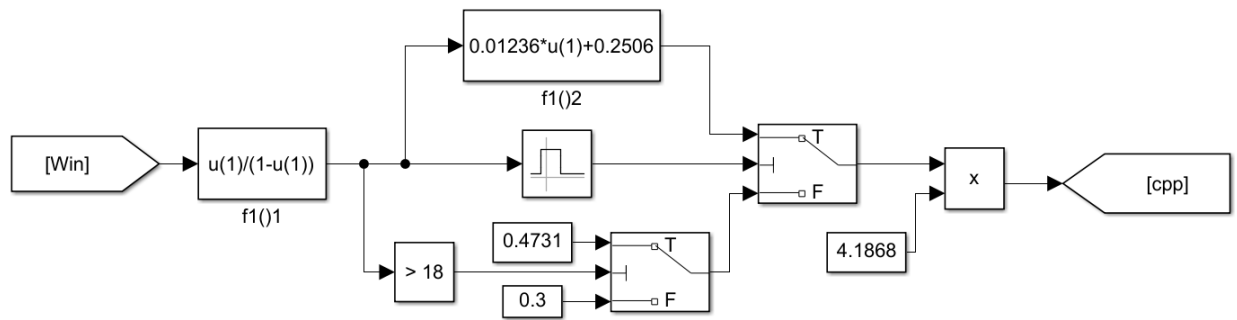 0.01236*u(1)+0.2506
f1()2
[Win]
u(1)/(1-u(1))
f1()1
T
F
x
[cpp]
0.4731
T
> 18
0.3
F
4.1868